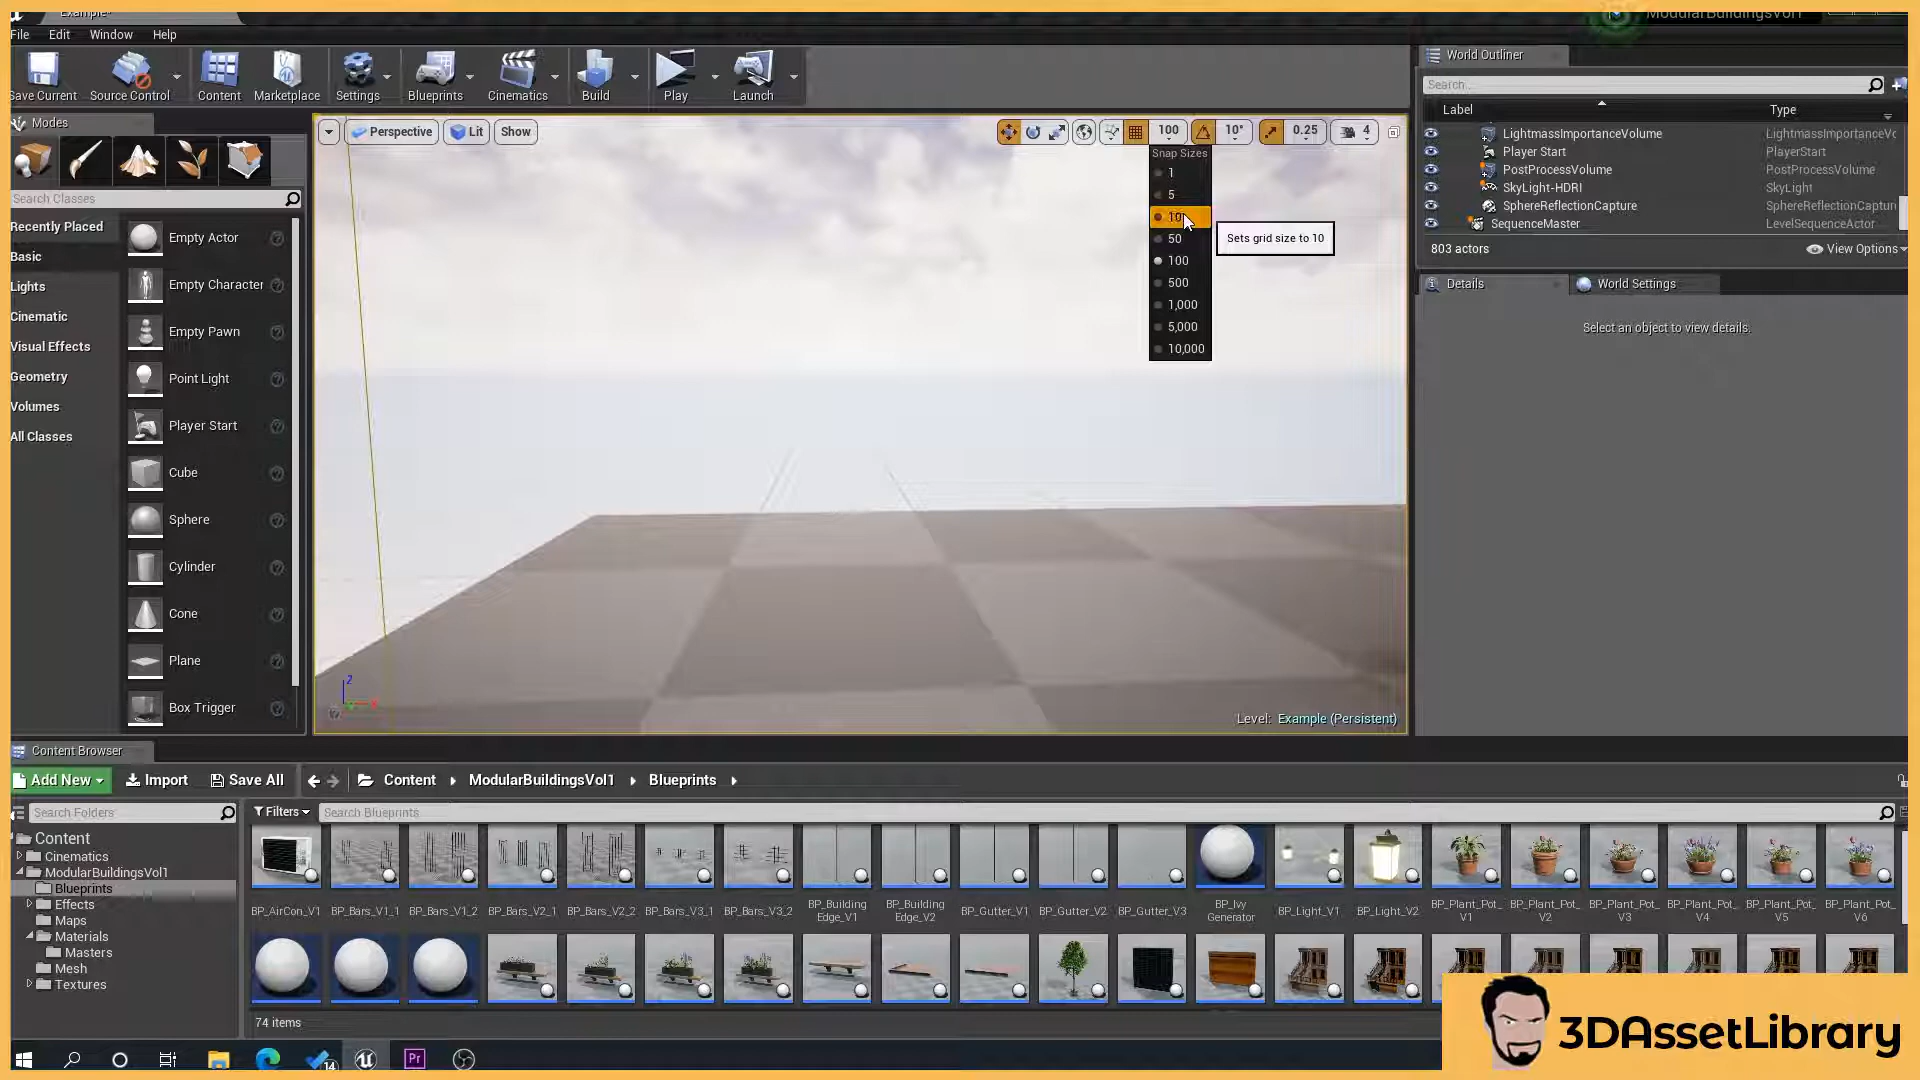 Example*
ModularBuildingsVol1
File Edit Window Help
Save Current Source Control Content Marketplace Settings Blueprints Cinematics Build Play Launch
Modes
Search Classes
Recently Placed
Basic
Lights
Cinematic
Visual Effects
Geometry
Volumes
All Classes
Empty Actor
Empty Character
Empty Pawn
Point Light
Player Start
Cube
Sphere
Cylinder
Cone
Plane
Box Trigger
Perspective Lit Show
100 10° 0.25 4
Snap Sizes
1
5
10
50
100
500
1,000
5,000
10,000
Sets grid size to 10
Z
Level: Example (Persistent)
World Outliner
Search...
Label Type
LightmassImportanceVolume LightmassImportanceVc
Player Start PlayerStart
PostProcessVolume PostProcessVolume
SkyLight-HDRI SkyLight
SphereReflectionCapture SphereReflectionCapture
SequenceMaster LevelSequenceActor
803 actors View Options
Details World Settings
Select an object to view details.
Content Browser
Add New Import Save All Content ModularBuildingsVol1 Blueprints
Search Folders
Content
Cinematics
ModularBuildingsVol1
Blueprints
Effects
Maps
Materials
Masters
Mesh
Textures
Filters Search Blueprints
BP_AirCon_V1 BP_Bars_V1_1 BP_Bars_V1_2 BP_Bars_V2_1 BP_Bars_V2_2 BP_Bars_V3_1 BP_Bars_V3_2 BP_Building Edge_V1 BP_Building Edge_V2 BP_Gutter_V1 BP_Gutter_V2 BP_Gutter_V3 BP_Ivy Generator BP_Light_V1 BP_Light_V2 BP_Plant_Pot_ V1 BP_Plant_Pot_ V2 BP_Plant_Pot_ V3 BP_Plant_Pot_ V4 BP_Plant_Pot_ V5 BP_Plant_Pot_ V6
74 items
14
Pr
3DAssetLibrary